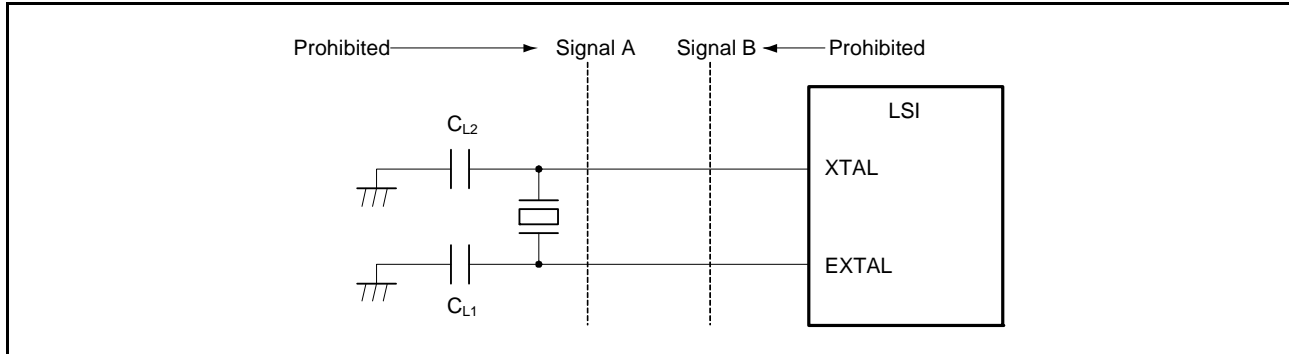 Prohibited Signal A Signal B Prohibited
LSI
CL2
XTAL
EXTAL
CL1